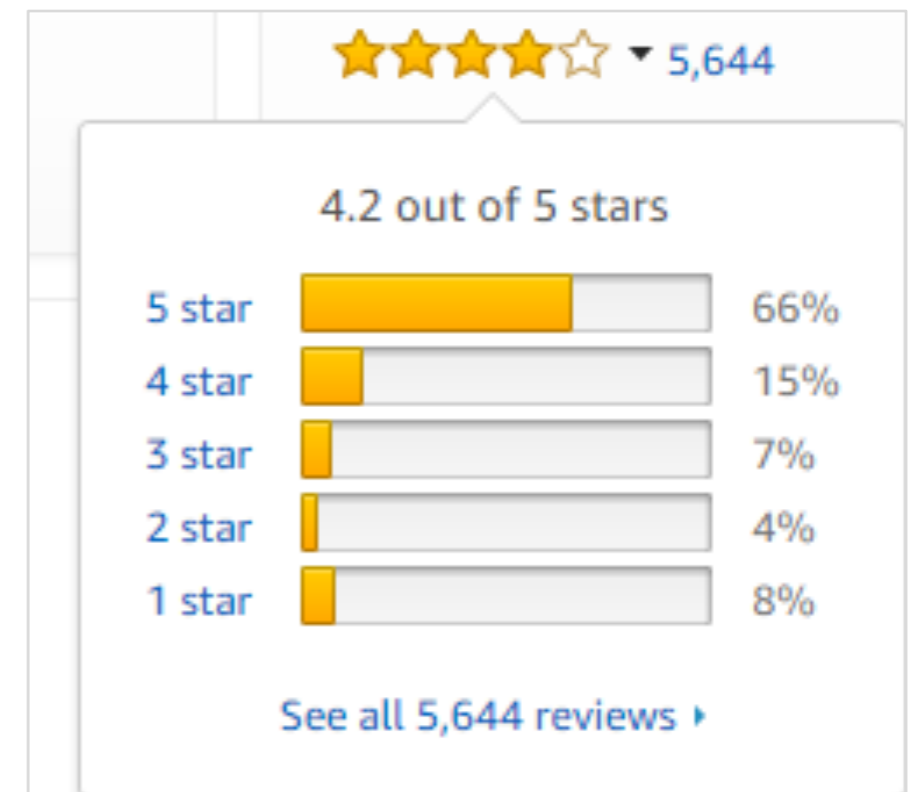 5,644
4.2 out of 5 stars
5 star 66%
4 star 15%
3 star 7%
2 star 4%
1 star 8%
See all 5,644 reviews